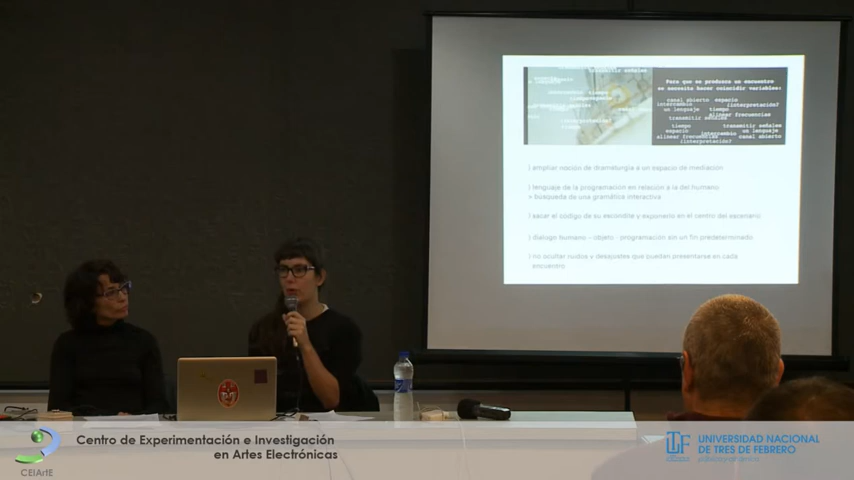 Para que se produzca un encuentro
se necesita hacer coincidir variables:
canal abierto espacio
intercambio ¿interpretación?
un lenguaje tiempo
alinear frecuencias
transmitir señales
tiempo transmitir señales
espacio un lenguaje
intercambio
alinear frecuencias canal abierto
¿interpretación?
) ampliar noción de dramaturgia a un espacio de mediación
) lenguaje de la programación en relación a la del humano
> búsqueda de una gramática interactiva
) sacar el código de su escondite y exponerlo en el centro del escenario
) dialogo humano - objeto - programación sin un fin predeterminado
) no ocultar ruidos y desajustes que puedan presentarse en cada
encuentro
Centro de Experimentación e Investigación
en Artes Electrónicas
CEIArtE
UNIVERSIDAD NACIONAL
DE TRES DE FEBRERO